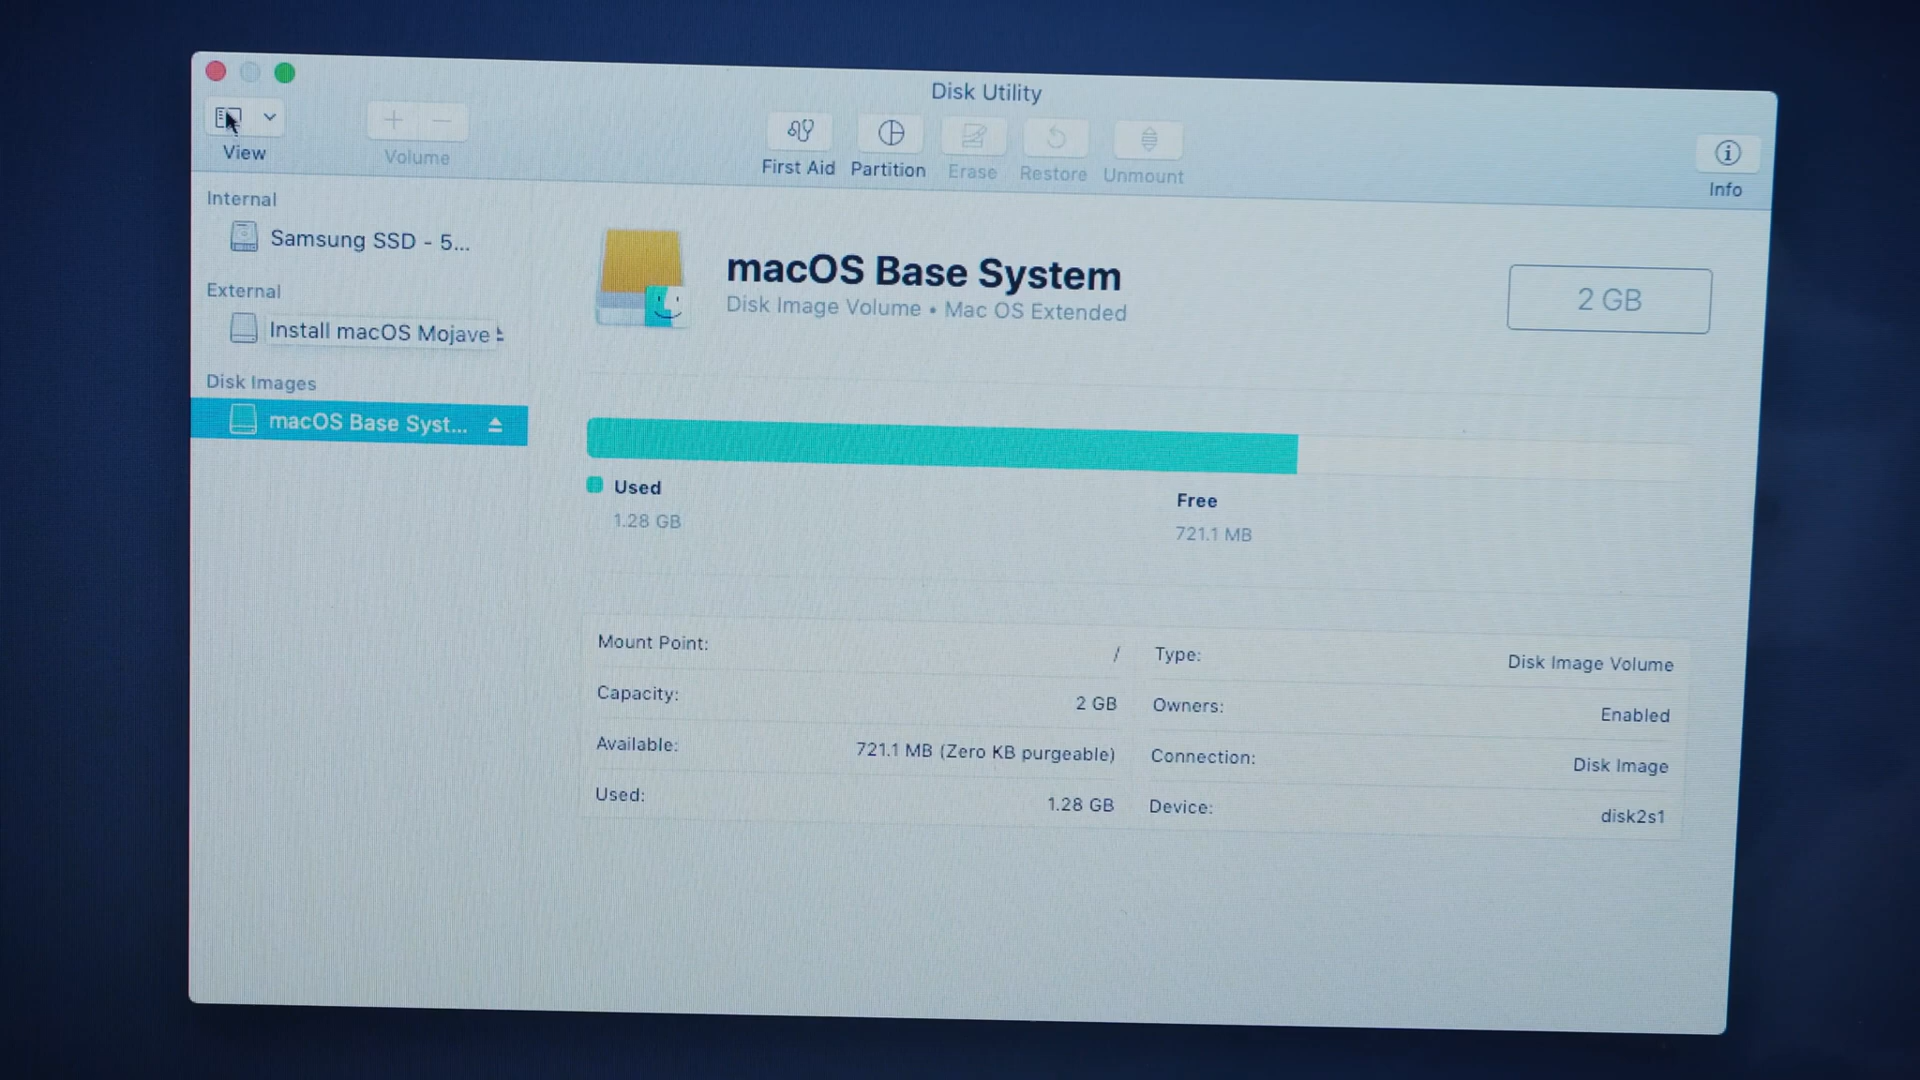 Disk Utility
View
Volume
First Aid
Partition
Erase
Restore
Unmount
Info
Internal
Samsung SSD - 5...
External
Install macOS Mojave
Disk Images
macOS Base Syst...
macOS Base System
Disk Image Volume • Mac OS Extended
2 GB
Used
1.28 GB
Free
721.1 MB
Mount Point: /
Capacity: 2 GB
Available: 721.1 MB (Zero KB purgeable)
Used: 1.28 GB
Type: Disk Image Volume
Owners: Enabled
Connection: Disk Image
Device: disk2s1